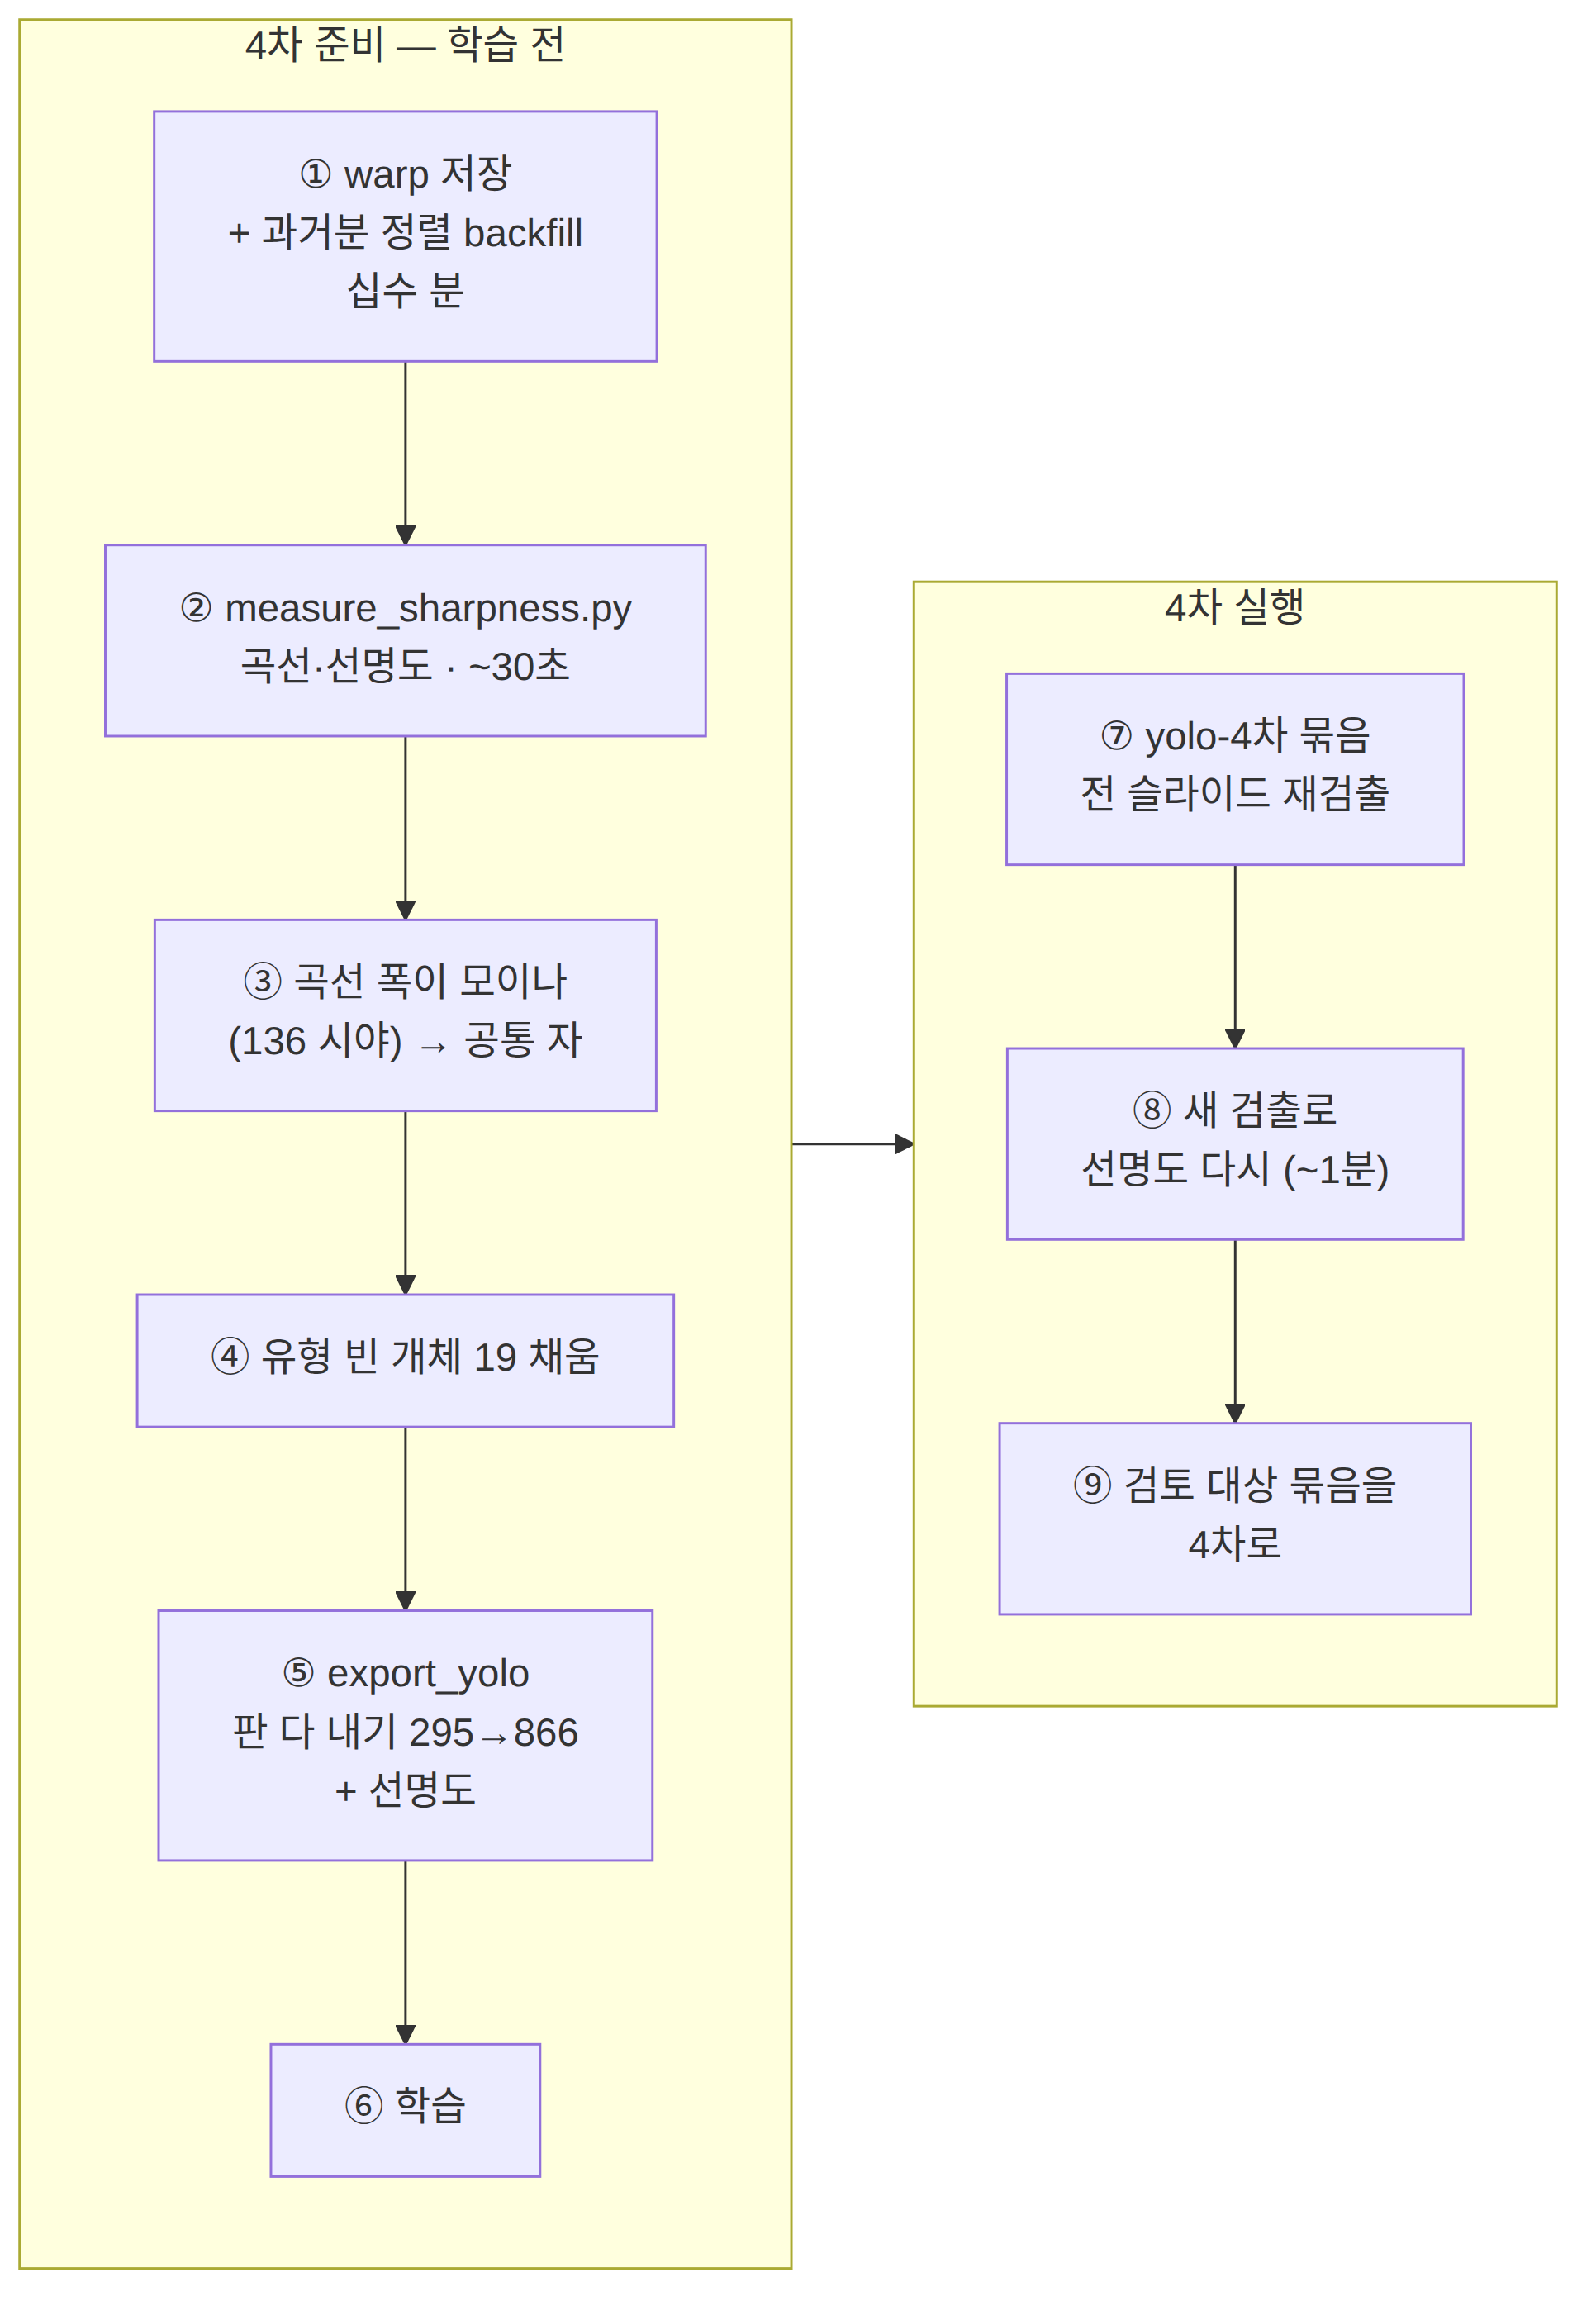 4차 준비 — 학습 전
① warp 저장
+ 과거분 정렬 backfill
십수 분
② measure_sharpness.py
곡선·선명도 · ~30초
③ 곡선 폭이 모이나
(136 시야) → 공통 자
④ 유형 빈 개체 19 채움
⑤ export_yolo
판 다 내기 295→866
+ 선명도
⑥ 학습
4차 실행
⑦ yolo-4차 묶음
전 슬라이드 재검출
⑧ 새 검출로
선명도 다시 (~1분)
⑨ 검토 대상 묶음을
4차로